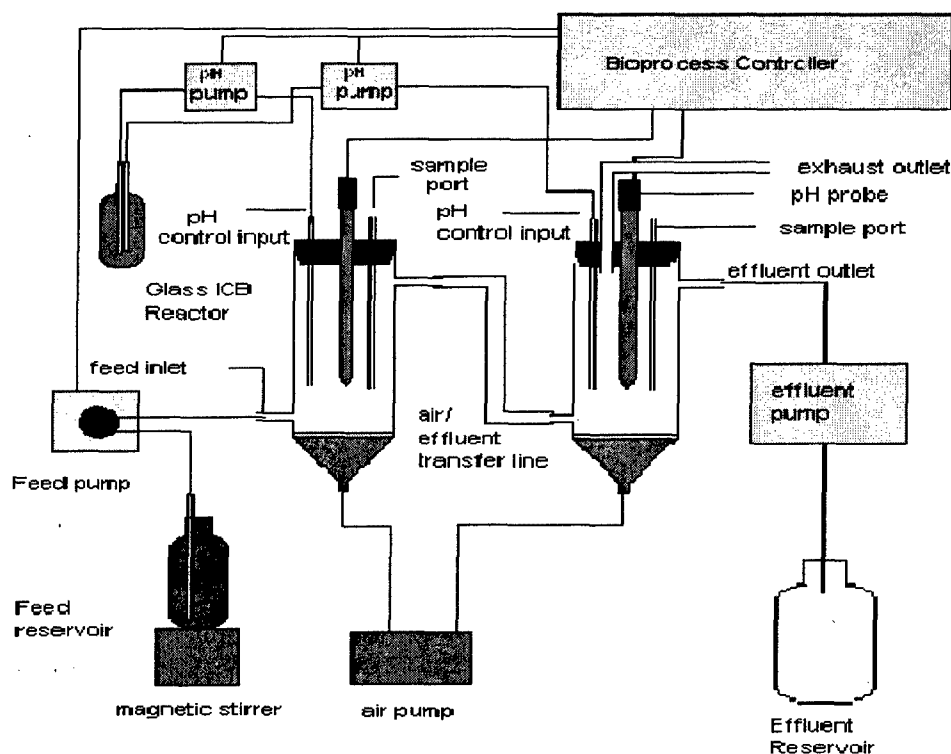 Bioprocess Controller
pH
pump
pH
pump
sample
port
exhaust outlet
pH probe
pH
control input
pH
control input
sample port
effluent outlet
Glass ICBI
Reactor
feed inlet
effluent
pump
air/
effluent
transfer line
Feed pump
Feed
reservoir
magnetic stirrer
air pump
Effluent
Reservoir